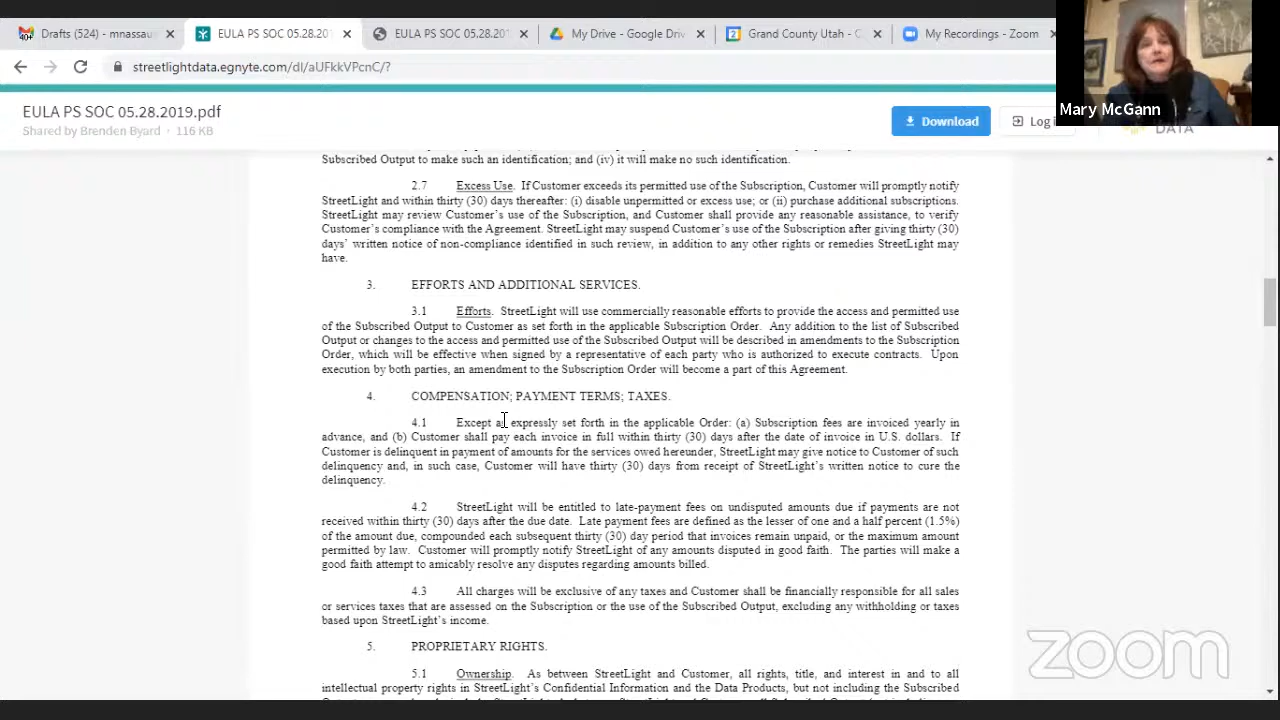 Drafts (524) - mnassau
EULA PS SOC 05.28.201
EULA PS SOC 05.28.201
My Drive - Google Driv
Grand County Utah - C
My Recordings - Zoom
streetlightdata.egnyte.com/dl/aUFkkVPcnC/?
Mary McGann
EULA PS SOC 05.28.2019.pdf
Shared by Brenden Byard · 116 KB
Download
Log i
DATA
Subscribed Output to make such an identification; and (iv) it will make no such identification.
2.7 Excess Use. If Customer exceeds its permitted use of the Subscription, Customer will promptly notify
StreetLight and within thirty (30) days thereafter: (i) disable unpermitted or excess use; or (ii) purchase additional subscriptions.
StreetLight may review Customer's use of the Subscription, and Customer shall provide any reasonable assistance, to verify
Customer's compliance with the Agreement. StreetLight may suspend Customer's use of the Subscription after giving thirty (30)
days' written notice of non-compliance identified in such review, in addition to any other rights or remedies StreetLight may
have.
3. EFFORTS AND ADDITIONAL SERVICES.
3.1 Efforts. StreetLight will use commercially reasonable efforts to provide the access and permitted use
of the Subscribed Output to Customer as set forth in the applicable Subscription Order. Any addition to the list of Subscribed
Output or changes to the access and permitted use of the Subscribed Output will be described in amendments to the Subscription
Order, which will be effective when signed by a representative of each party who is authorized to execute contracts. Upon
execution by both parties, an amendment to the Subscription Order will become a part of this Agreement.
4. COMPENSATION; PAYMENT TERMS; TAXES.
4.1 Except as expressly set forth in the applicable Order: (a) Subscription fees are invoiced yearly in
advance, and (b) Customer shall pay each invoice in full within thirty (30) days after the date of invoice in U.S. dollars. If
Customer is delinquent in payment of amounts for the services owed hereunder, StreetLight may give notice to Customer of such
delinquency and, in such case, Customer will have thirty (30) days from receipt of StreetLight's written notice to cure the
delinquency.
4.2 StreetLight will be entitled to late-payment fees on undisputed amounts due if payments are not
received within thirty (30) days after the due date. Late payment fees are defined as the lesser of one and a half percent (1.5%)
of the amount due, compounded each subsequent thirty (30) day period that invoices remain unpaid, or the maximum amount
permitted by law. Customer will promptly notify StreetLight of any amounts disputed in good faith. The parties will make a
good faith attempt to amicably resolve any disputes regarding amounts billed.
4.3 All charges will be exclusive of any taxes and Customer shall be financially responsible for all sales
or services taxes that are assessed on the Subscription or the use of the Subscribed Output, excluding any withholding or taxes
based upon StreetLight's income.
5. PROPRIETARY RIGHTS.
5.1 Ownership. As between StreetLight and Customer, all rights, title, and interest in and to all
intellectual property rights in StreetLight's Confidential Information and the Data Products, but not including the Subscribed
zoom